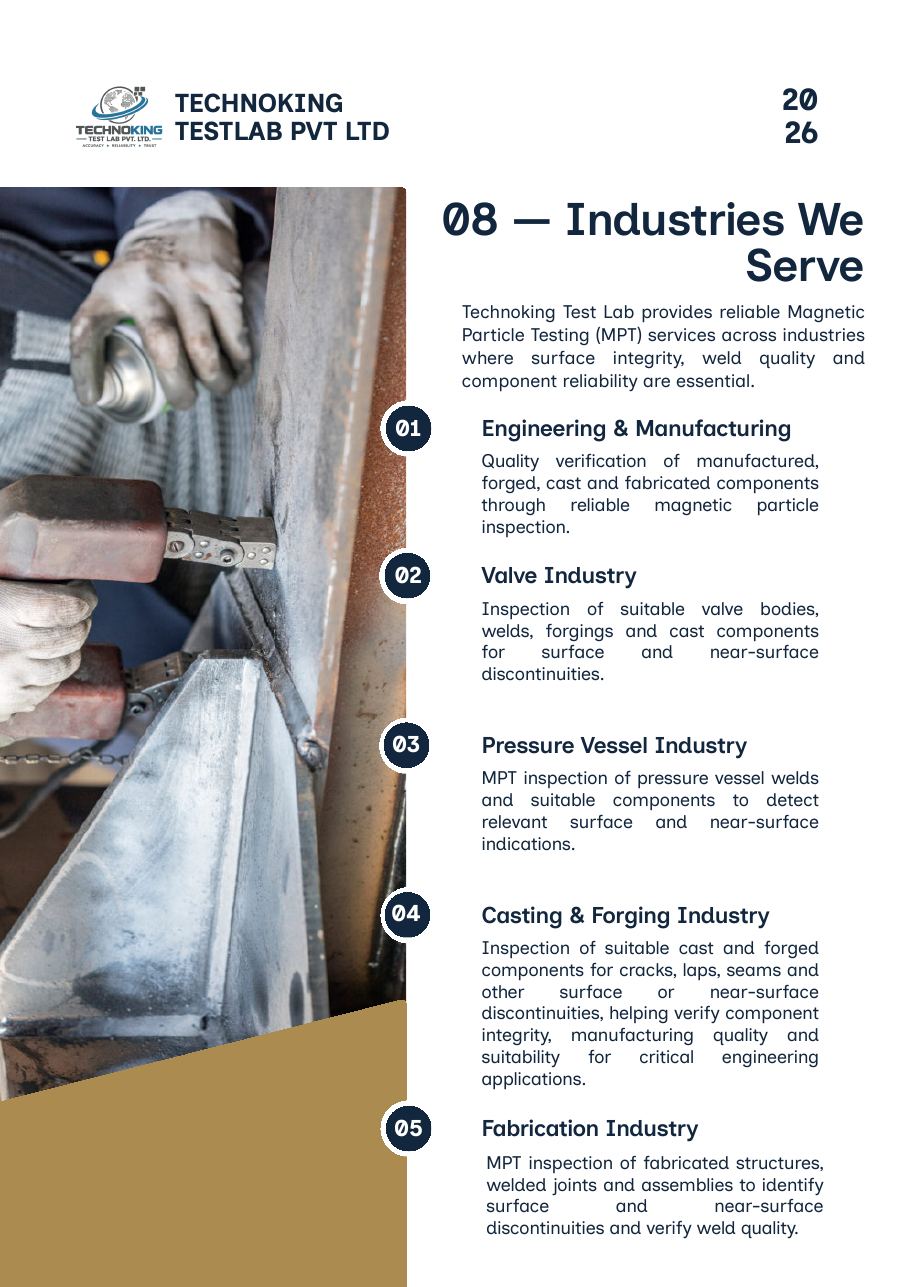 TECHNOKING
TEST LAB PVT. LTD.
ACCURACY • RELIABILITY • TRUST
TECHNOKING
TESTLAB PVT LTD
20
26
08 — Industries We
Serve
Technoking Test Lab provides reliable Magnetic
Particle Testing (MPT) services across industries
where surface integrity, weld quality and
component reliability are essential.
01
Engineering & Manufacturing
Quality verification of manufactured,
forged, cast and fabricated components
through reliable magnetic particle
inspection.
02
Valve Industry
Inspection of suitable valve bodies,
welds, forgings and cast components
for surface and near-surface
discontinuities.
03
Pressure Vessel Industry
MPT inspection of pressure vessel welds
and suitable components to detect
relevant surface and near-surface
indications.
04
Casting & Forging Industry
Inspection of suitable cast and forged
components for cracks, laps, seams and
other surface or near-surface
discontinuities, helping verify component
integrity, manufacturing quality and
suitability for critical engineering
applications.
05
Fabrication Industry
MPT inspection of fabricated structures,
welded joints and assemblies to identify
surface and near-surface
discontinuities and verify weld quality.